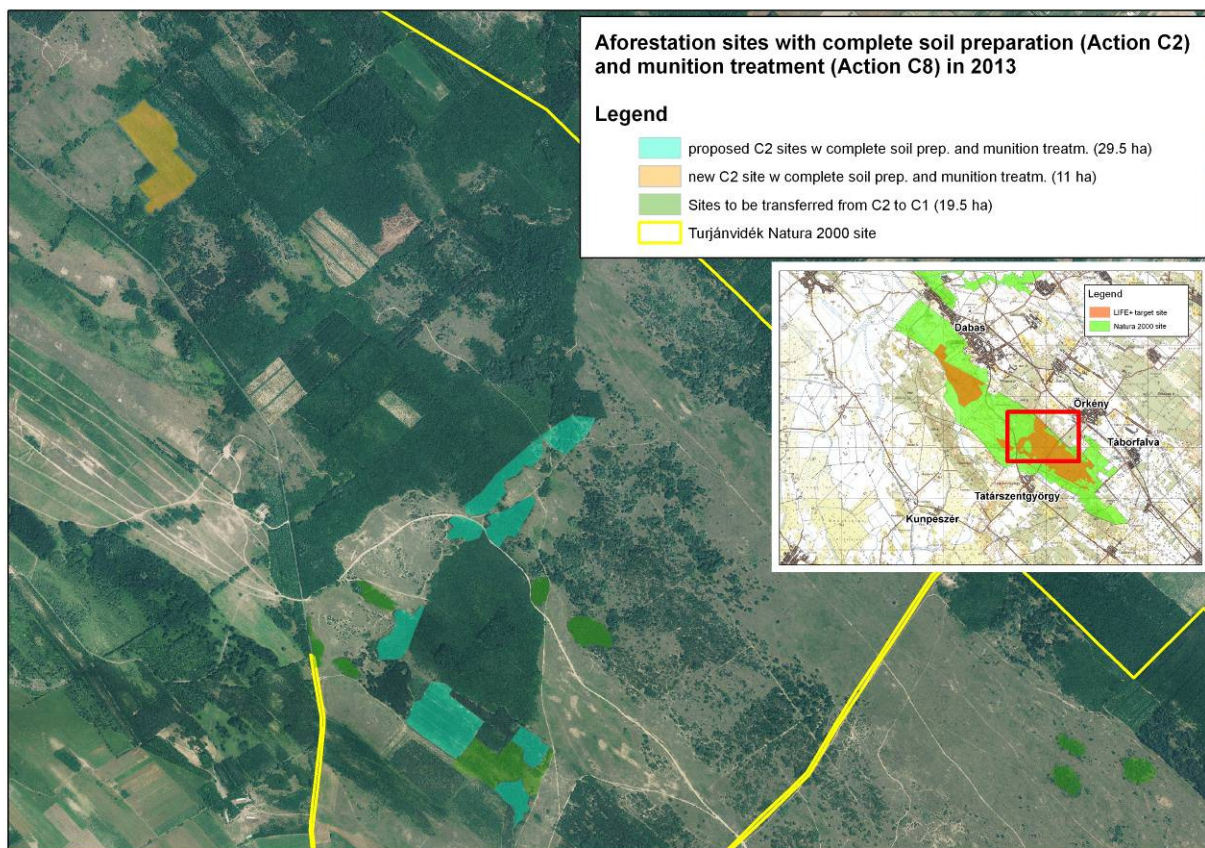 Aforestation sites with complete soil preparation (Action C2)
and munition treatment (Action C8) in 2013
Legend
proposed C2 sites w complete soil prep. and munition treatm. (29.5 ha)
new C2 site w complete soil prep. and munition treatm. (11 ha)
Sites to be transferred from C2 to C1 (19.5 ha)
Turjánvidék Natura 2000 site
Legend
LIFE+ target site
Natura 2000 site
Dabas
Örkény
Táborfalva
Tatárszentgyörgy
Kunpeszér